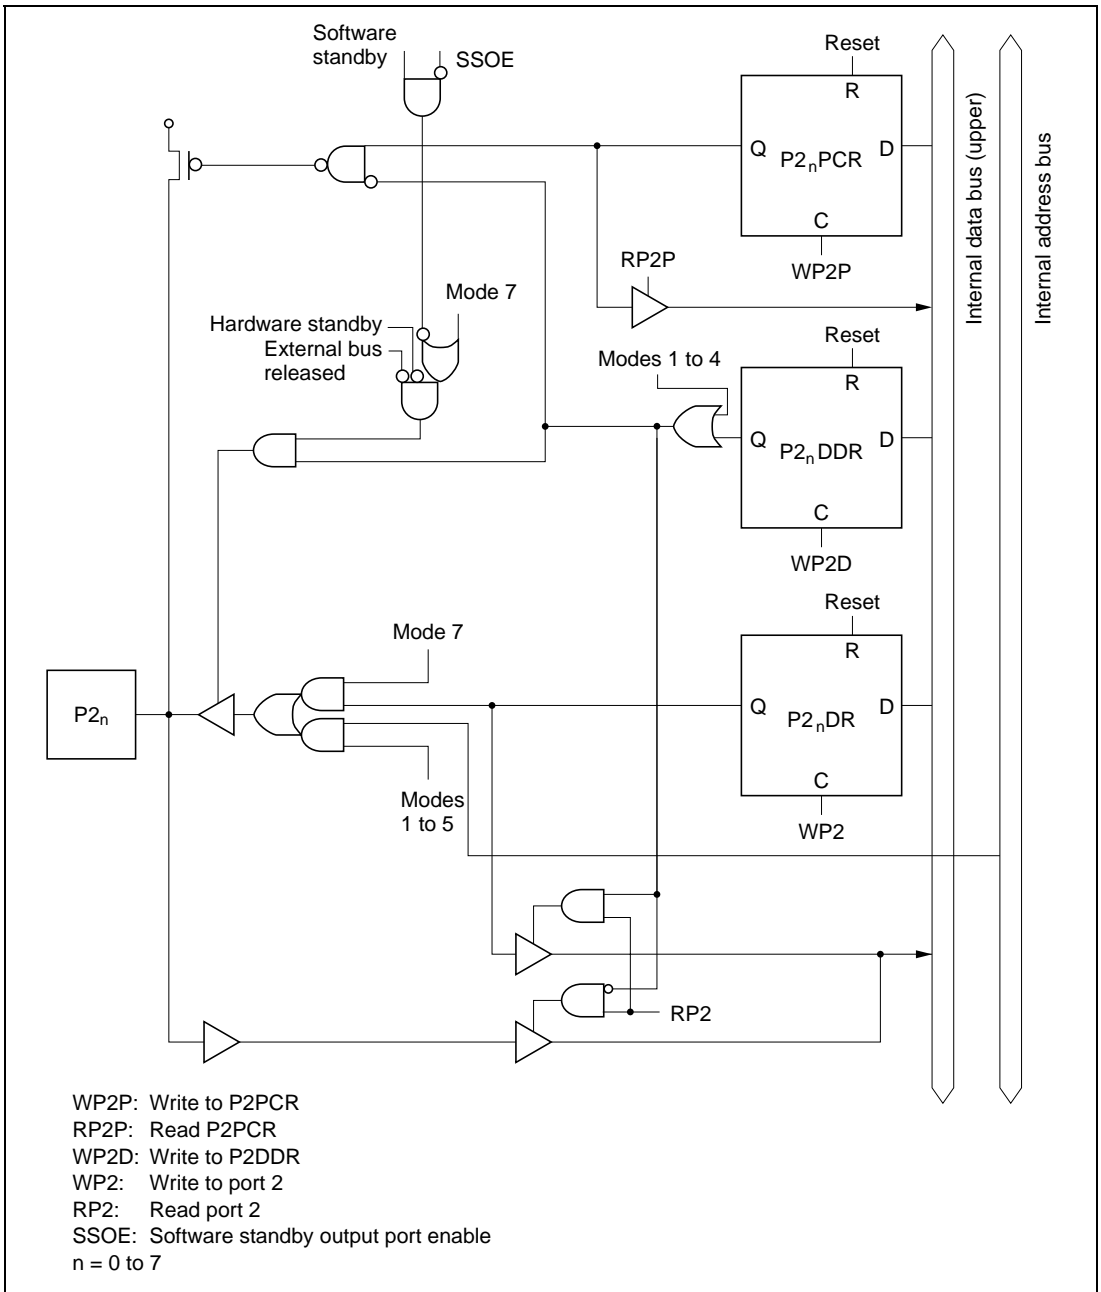 Software
standby
SSOE
Reset
R
Q P2nPCR D
C
WP2P
RP2P
Mode 7
Hardware standby
External bus
released
Modes 1 to 4
Reset
R
Q P2nDDR D
C
WP2D
Internal data bus (upper)
Internal address bus
Reset
R
Q P2nDR D
C
WP2
Mode 7
P2n
Modes
1 to 5
RP2
WP2P: Write to P2PCR
RP2P: Read P2PCR
WP2D: Write to P2DDR
WP2: Write to port 2
RP2: Read port 2
SSOE: Software standby output port enable
n = 0 to 7